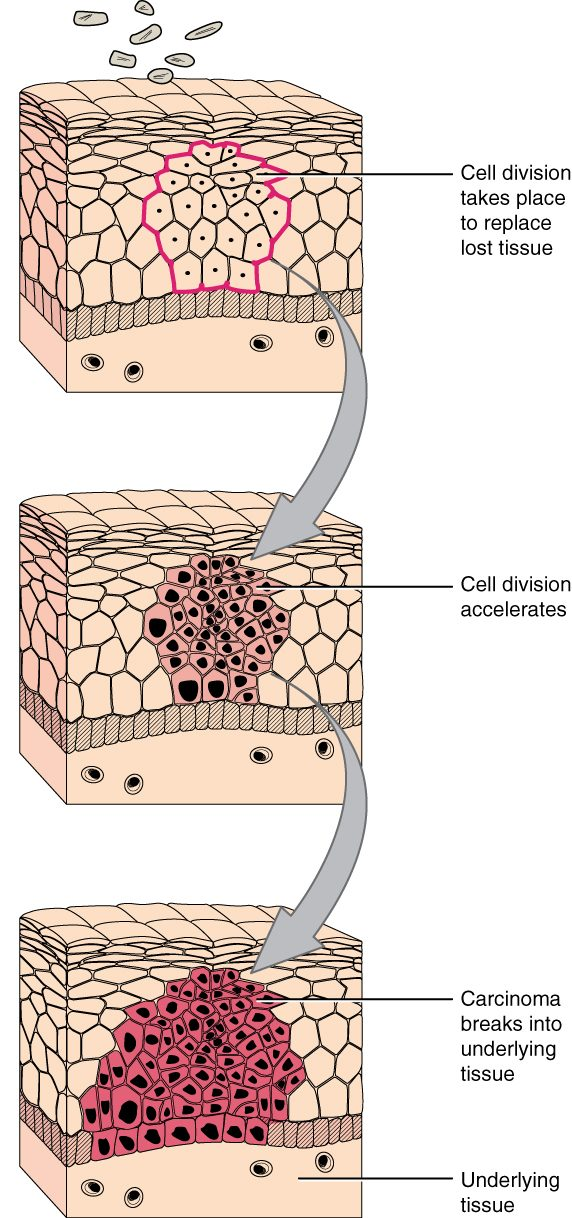 Cell division
takes place
to replace
lost tissue
Cell division
accelerates
Carcinoma
breaks into
underlying
tissue
Underlying
tissue